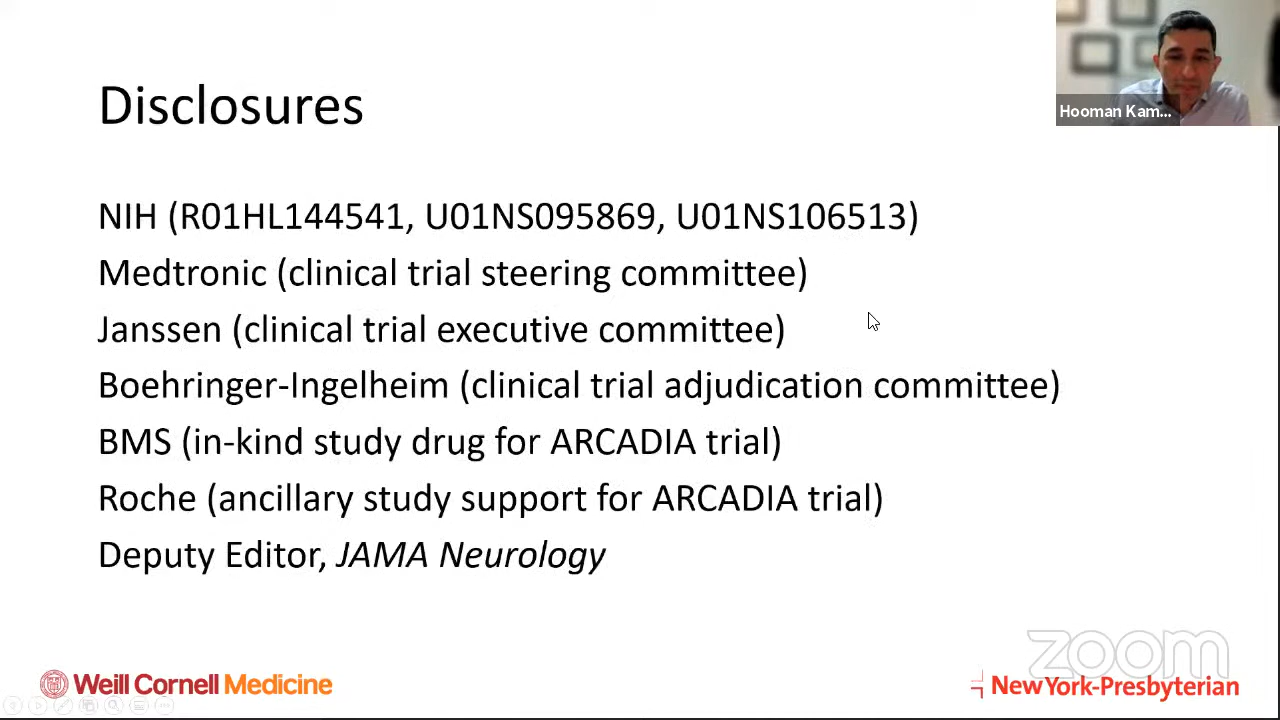 Disclosures
Hooman Kam...
NIH (R01HL144541, U01NS095869, U01NS106513)
Medtronic (clinical trial steering committee)
Janssen (clinical trial executive committee)
Boehringer-Ingelheim (clinical trial adjudication committee)
BMS (in-kind study drug for ARCADIA trial)
Roche (ancillary study support for ARCADIA trial)
Deputy Editor, JAMA Neurology
zoom
Weill Cornell Medicine
NewYork-Presbyterian